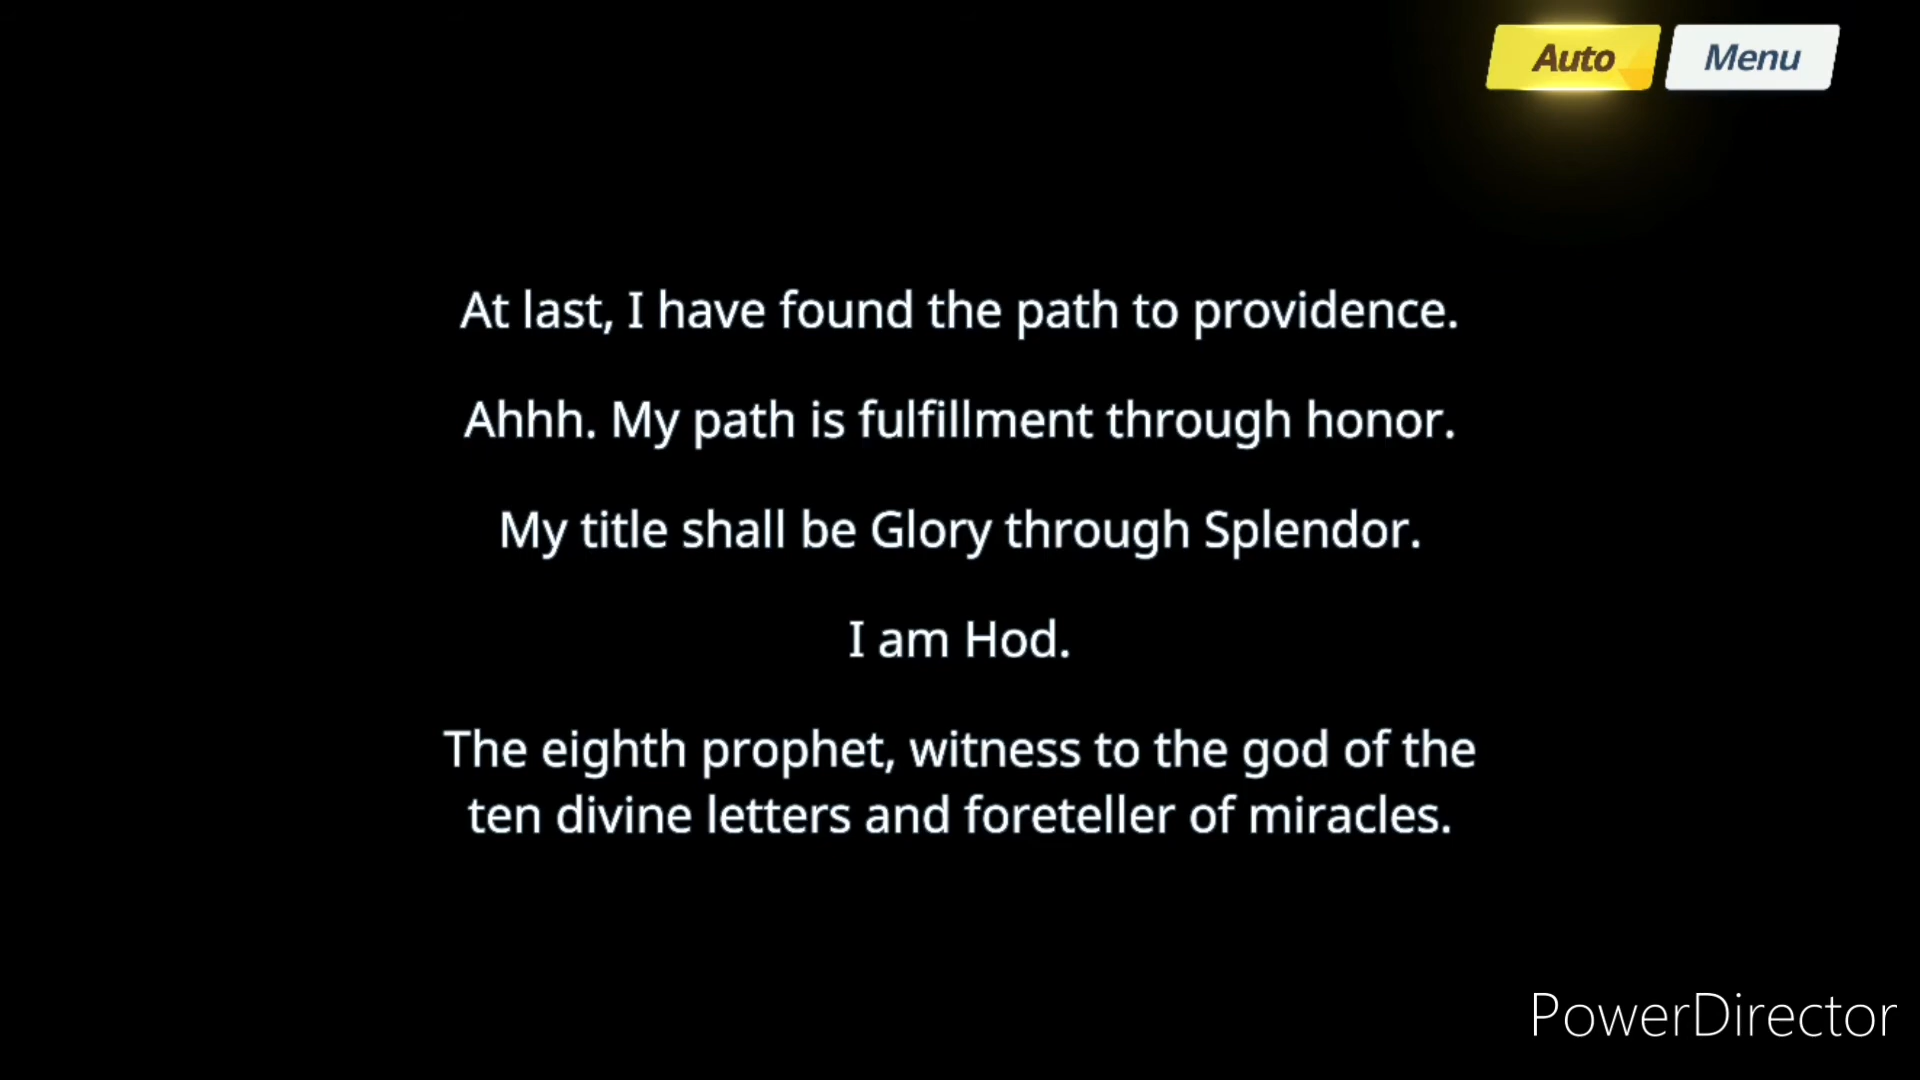 Auto Menu
At last, I have found the path to providence.
Ahhh. My path is fulfillment through honor.
My title shall be Glory through Splendor.
I am Hod.
The eighth prophet, witness to the god of the
ten divine letters and foreteller of miracles.
PowerDirector